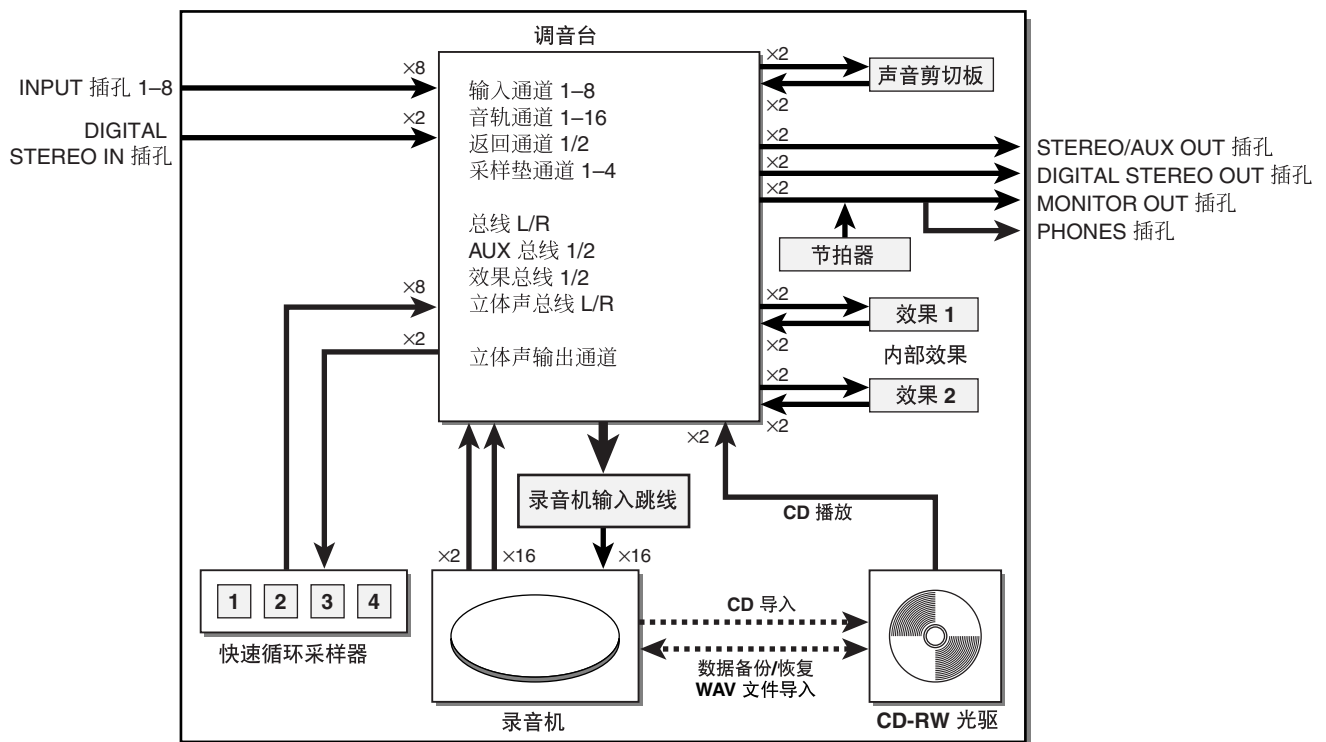 调音台
INPUT 插孔 1–8
×8
DIGITAL
STEREO IN 插孔
×2
输入通道 1–8
音轨通道 1–16
返回通道 1/2
采样垫通道 1–4
总线 L/R
AUX 总线 1/2
效果总线 1/2
立体声总线 L/R
立体声输出通道
×8
×2
×2
声音剪切板
×2
×2
STEREO/AUX OUT 插孔
×2
DIGITAL STEREO OUT 插孔
×2
MONITOR OUT 插孔
PHONES 插孔
节拍器
×2
效果 1
×2
内部效果
×2
效果 2
×2
×2
录音机输入跳线
CD 播放
×2
×16
×16
1
2
3
4
快速循环采样器
CD 导入
数据备份/恢复
WAV 文件导入
录音机
CD-RW 光驱